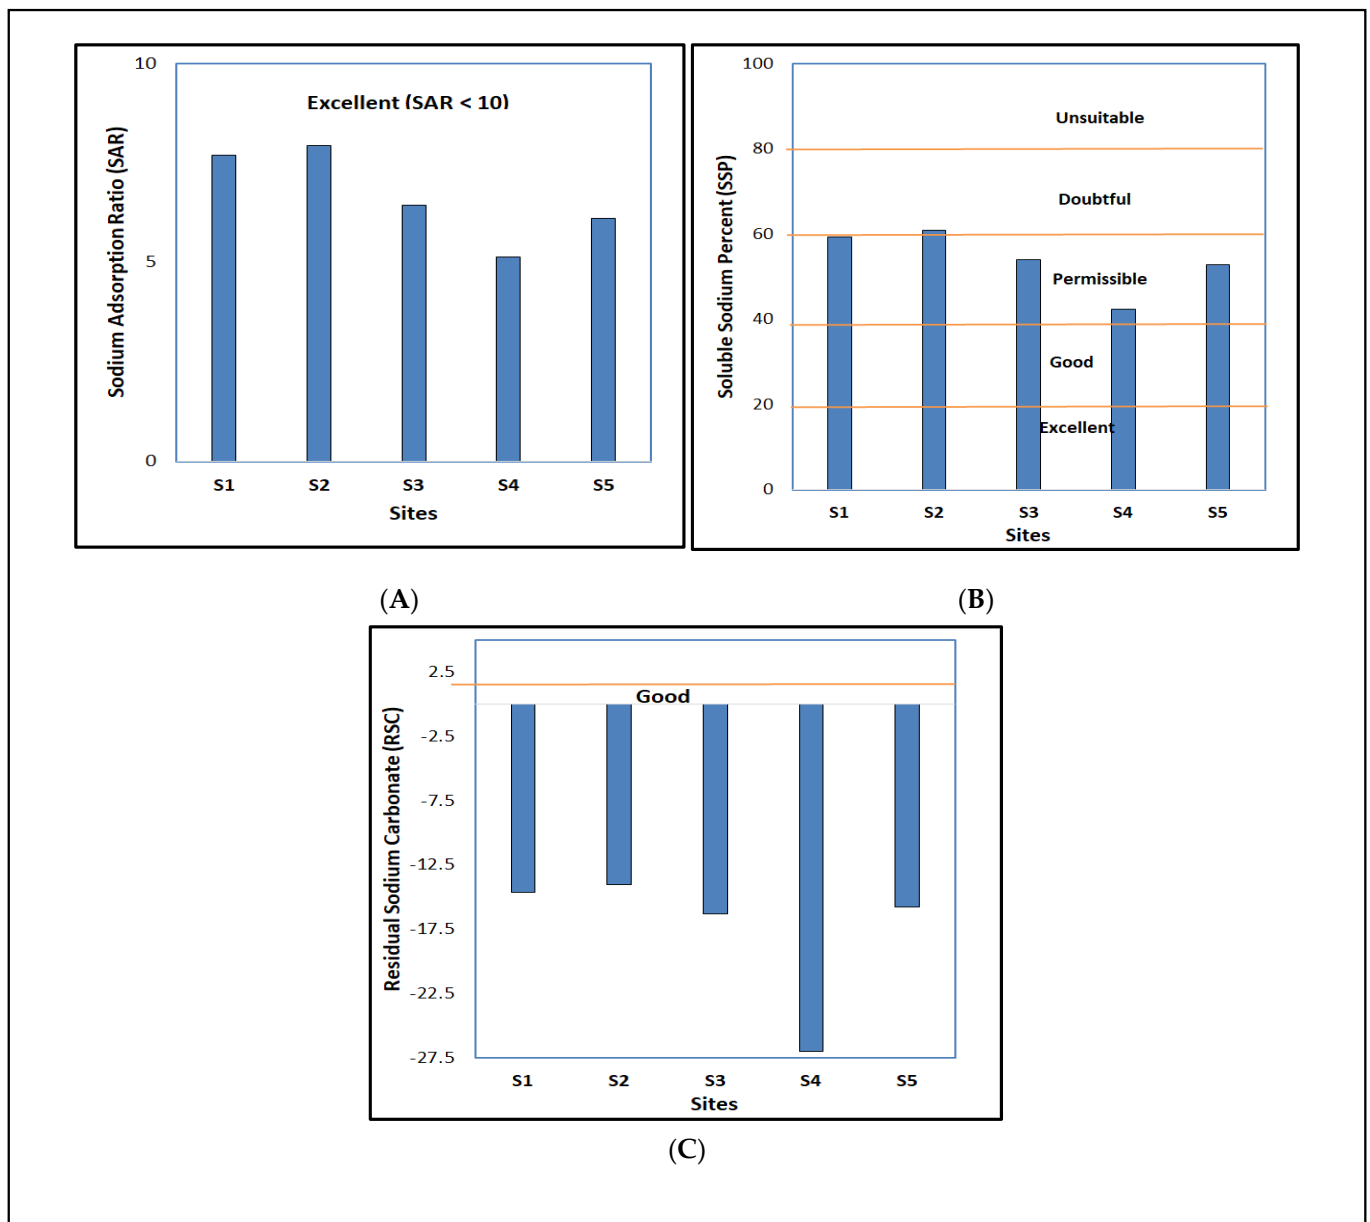 10
Excellent (SAR < 10)
5
0
Sodium Adsorption Ratio (SAR)
S1 S2 S3 S4 S5
Sites
(A)
100
Unsuitable
80
Doubtful
60
Permissible
40
Good
20
Excellent
0
Soluble Sodium Percent (SSP)
S1 S2 S3 S4 S5
Sites
(B)
2.5
Good
-2.5
-7.5
-12.5
-17.5
-22.5
-27.5
Residual Sodium Carbonate (RSC)
S1 S2 S3 S4 S5
Sites
(C)